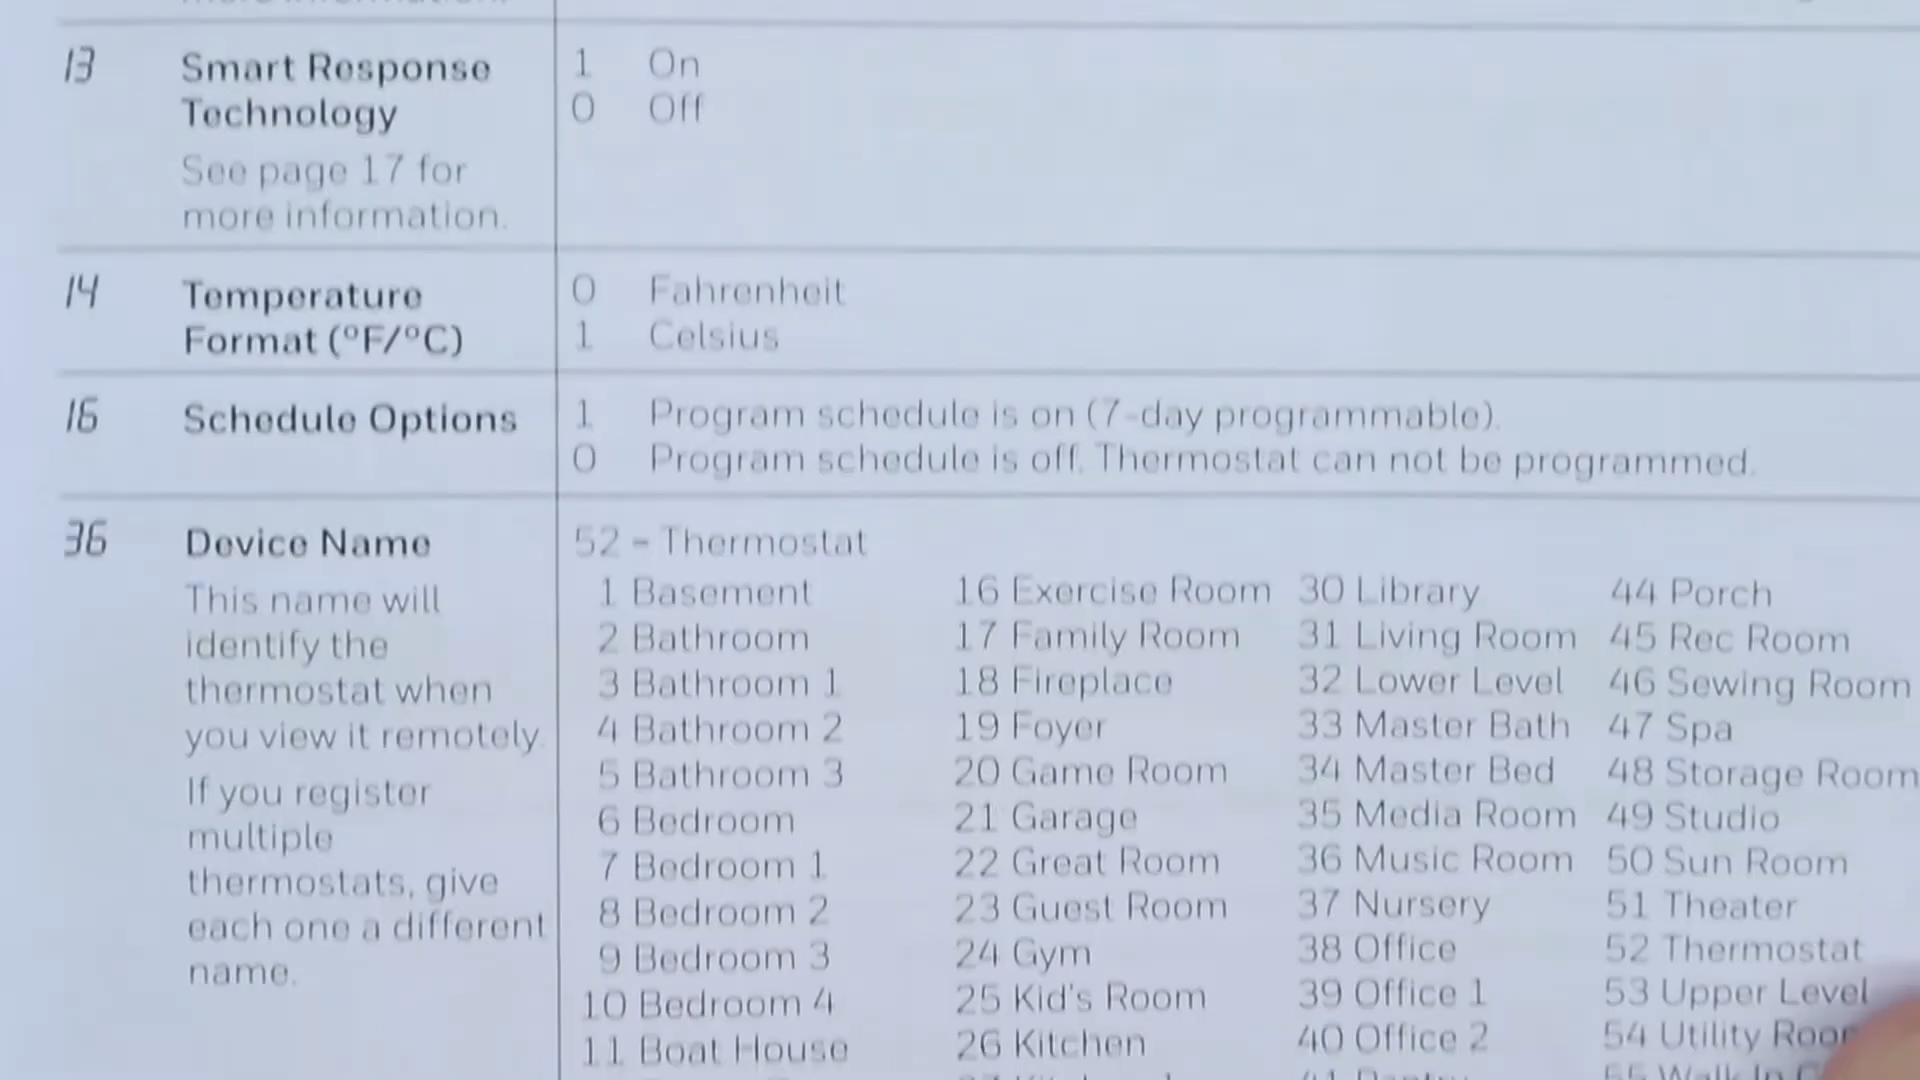 13 Smart Response Technology
See page 17 for more information.
1 On
0 Off
14 Temperature Format (ºF/ºC)
0 Fahrenheit
1 Celsius
16 Schedule Options
1 Program schedule is on (7-day programmable).
0 Program schedule is off. Thermostat can not be programmed.
36 Device Name
This name will
identify the
thermostat when
you view it remotely.
If you register
multiple
thermostats, give
each one a different
name.
52 – Thermostat
1 Basement
2 Bathroom
3 Bathroom 1
4 Bathroom 2
5 Bathroom 3
6 Bedroom
7 Bedroom 1
8 Bedroom 2
9 Bedroom 3
10 Bedroom 4
11 Boat House
16 Exercise Room
17 Family Room
18 Fireplace
19 Foyer
20 Game Room
21 Garage
22 Great Room
23 Guest Room
24 Gym
25 Kid's Room
26 Kitchen
30 Library
31 Living Room
32 Lower Level
33 Master Bath
34 Master Bed
35 Media Room
36 Music Room
37 Nursery
38 Office
39 Office 1
40 Office 2
44 Porch
45 Rec Room
46 Sewing Room
47 Spa
48 Storage Room
49 Studio
50 Sun Room
51 Theater
52 Thermostat
53 Upper Level
54 Utility